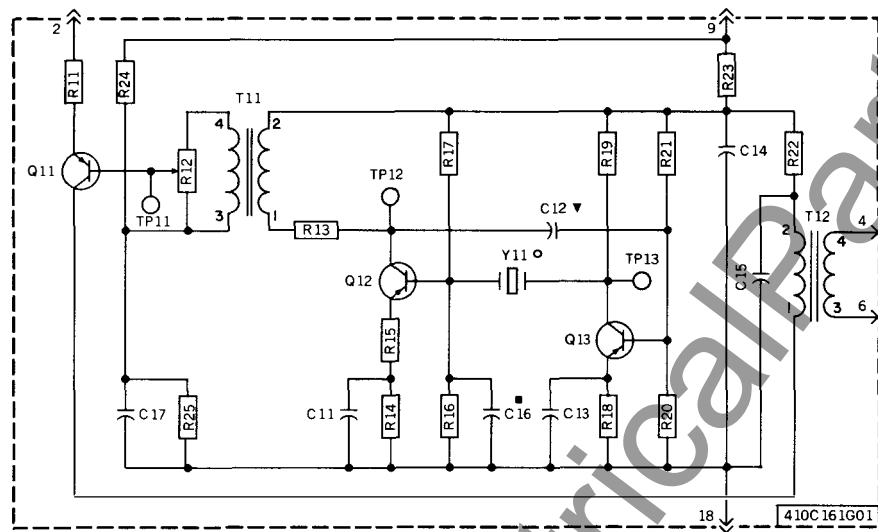 2
9
R11
R24
R23
T11
4
2
R17
R19
R21
C14
R22
Q11
R12
TP11
TP12
C12 ▼
3
1
R13
T12
2
4
4
Y11 ○
TP13
C15
Q12
Q13
1
3
6
R15
C17
R25
C11
R14
R16
C16 ■
C13
R18
R20
18
410C161G01
ricalPar